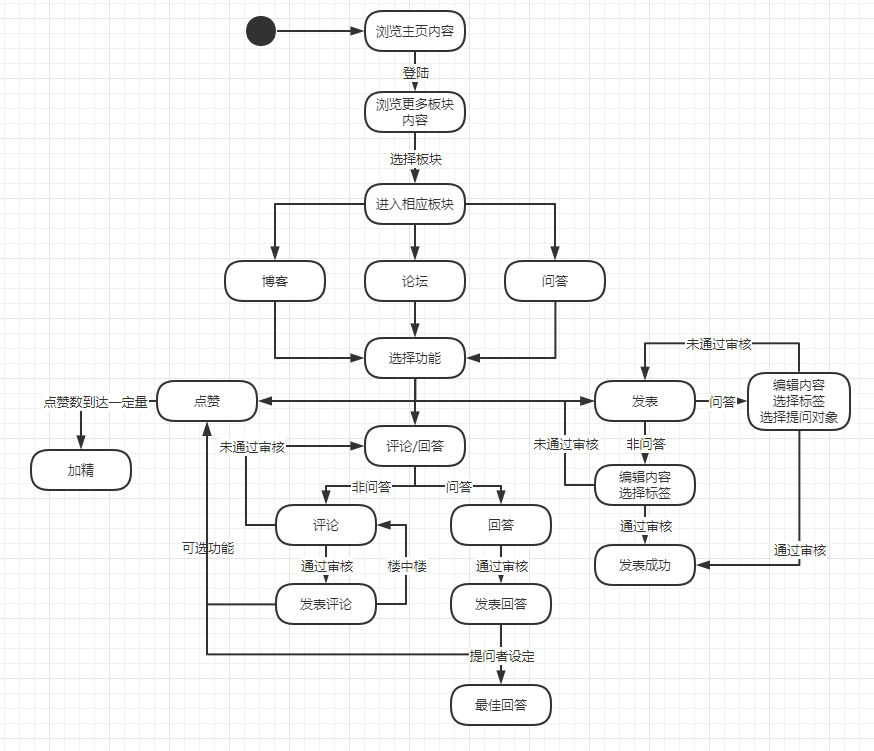 浏览主页内容
登陆
浏览更多板块
内容
选择板块
进入相应板块
博客
论坛
问答
选择功能
未通过审核
点赞数到达一定量
点赞
发表
问答
编辑内容
选择标签
选择提问对象
未通过审核
评论/回答
未通过审核
非问答
加精
编辑内容
选择标签
非问答
问答
评论
回答
通过审核
可选功能
通过审核
通过审核
楼中楼
通过审核
发表成功
发表评论
发表回答
提问者设定
最佳回答